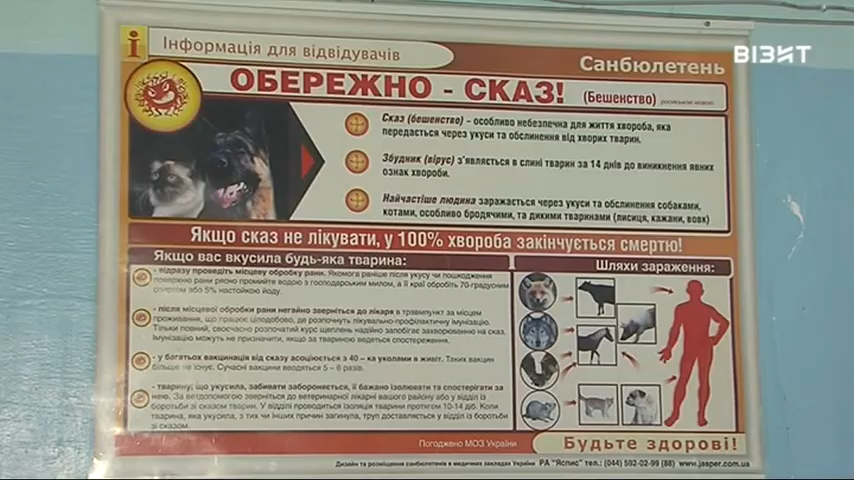 i Інформація для відвідувачів
ВІЗИТ
Санбюлетень
ОБЕРЕЖНО - СКАЗ! (Бешенство) російською мовою
Сказ (бешенство) – особливо небезпечна для життя хвороба, яка
передається через укуси та обслинення від хворих тварин.
Збудник (вірус) з'являється в слині тварин за 14 днів до виникнення явних
ознак хвороби.
Найчастіше людина заражається через укуси та обслинення собаками,
котами, особливо бродячими, та дикими тваринами (лисиця, кажани, вовк)
Якщо сказ не лікувати, у 100% хвороба закінчується смертю!
Якщо вас вкусила будь-яка тварина:
- відразу проведіть місцеву обробку рани. Якомога раніше після укусу чи пошкодження
поверхню рани рясно промийте водою з господарським милом, а її краї обробіть 70-градусним
спиртом або 5% настойкою йоду.
- після місцевої обробки рани негайно зверніться до лікаря в травмпункт за місцем
проживання, що працює цілодобово, де розпочнуть лікувально-профілактичну імунізацію.
Тільки повний, своєчасно розпочатий курс щеплень надійно запобігає захворюванню на сказ.
Імунізацію можуть не призначити, якщо за твариною ведеться спостереження.
- у багатьох вакцинація від сказу асоціюється з 40 – ка уколами в живіт. Таких вакцин
більше не існує. Сучасні вакцини вводяться 5 – 6 разів.
- тварину, що укусила, забивати забороняється, її бажано ізолювати та спостерігати за
нею. За ветдопомогою зверніться до ветеринарної лікарні вашого району або у відділ із
боротьби зі сказом тварин. У відділі проводиться ізоляція тварини протягом 10-14 діб. Коли
тварина, яка укусила, з тих чи інших причин загинула, труп доставляється у відділ із боротьби
зі сказом.
Шляхи зараження:
Погоджено МОЗ України
Будьте здорові!
Дизайн та розміщення санбюлетенів в медичних закладах України РА "Яспис" тел.: (044) 592-02-99 (88) www.jasper.com.ua